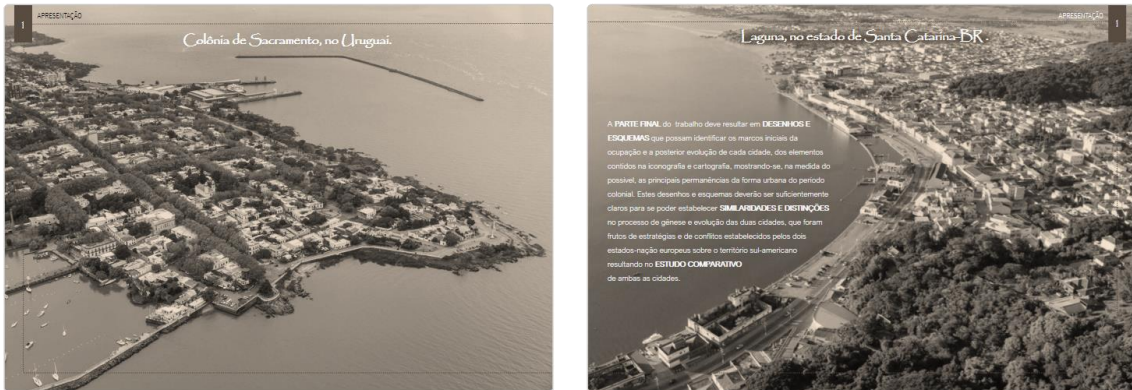 1
APRESENTAÇÃO
Colônia de Sacramento, no Uruguai.
APRESENTAÇÃO
1
Laguna, no estado de Santa Catarina-BR .
A PARTE FINAL do trabalho deve resultar em DESENHOS E
ESQUEMAS que possam identificar os marcos iniciais da
ocupação e a posterior evolução de cada cidade, dos elementos
contidos na iconografia e cartografia, mostrando-se, na medida do
possível, as principais permanências da forma urbana do período
colonial. Estes desenhos e esquemas deverão ser suficientemente
claros para se poder estabelecer SIMILARIDADES E DISTINÇÕES
no processo de gênese e evolução das duas cidades, que foram
frutos de estratégias e de conflitos estabelecidos pelos dois
estados-nação europeus sobre o território sul-americano
resultando no ESTUDO COMPARATIVO
de ambas as cidades.